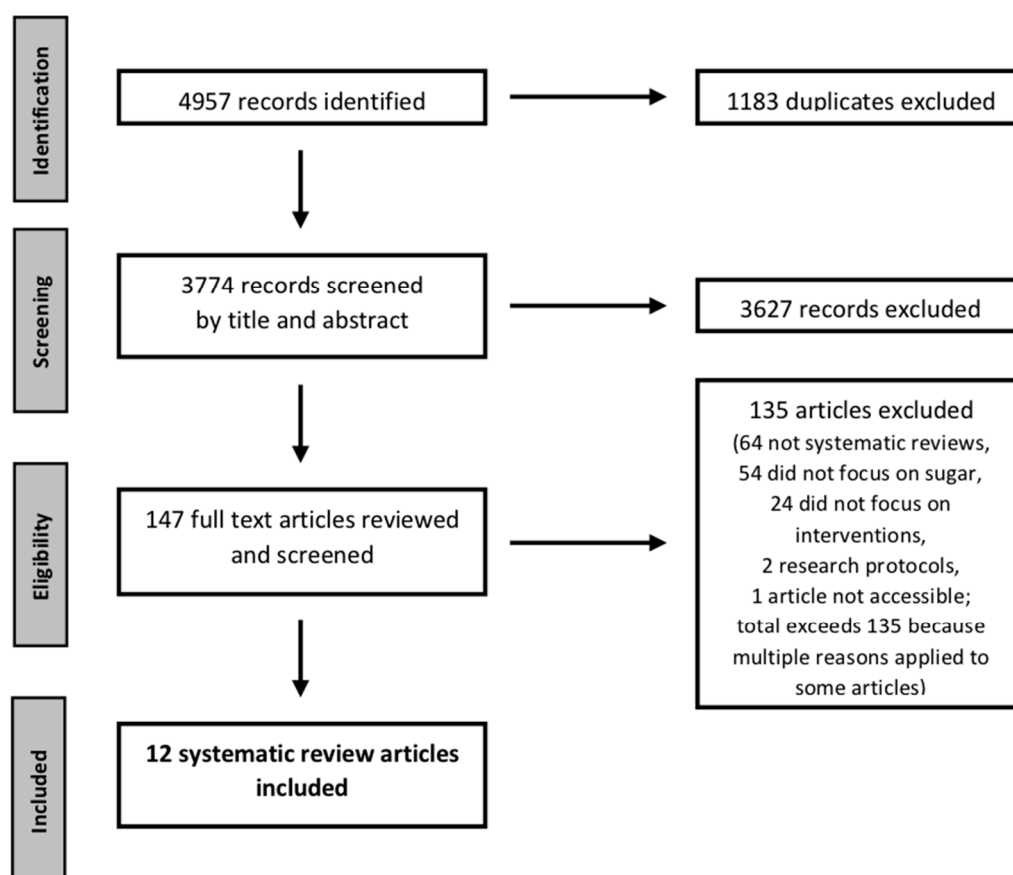 Identification
4957 records identified
1183 duplicates excluded
Screening
3774 records screened
by title and abstract
3627 records excluded
Eligibility
147 full text articles reviewed
and screened
135 articles excluded
(64 not systematic reviews,
54 did not focus on sugar,
24 did not focus on
interventions,
2 research protocols,
1 article not accessible;
total exceeds 135 because
multiple reasons applied to
some articles)
Included
12 systematic review articles
included